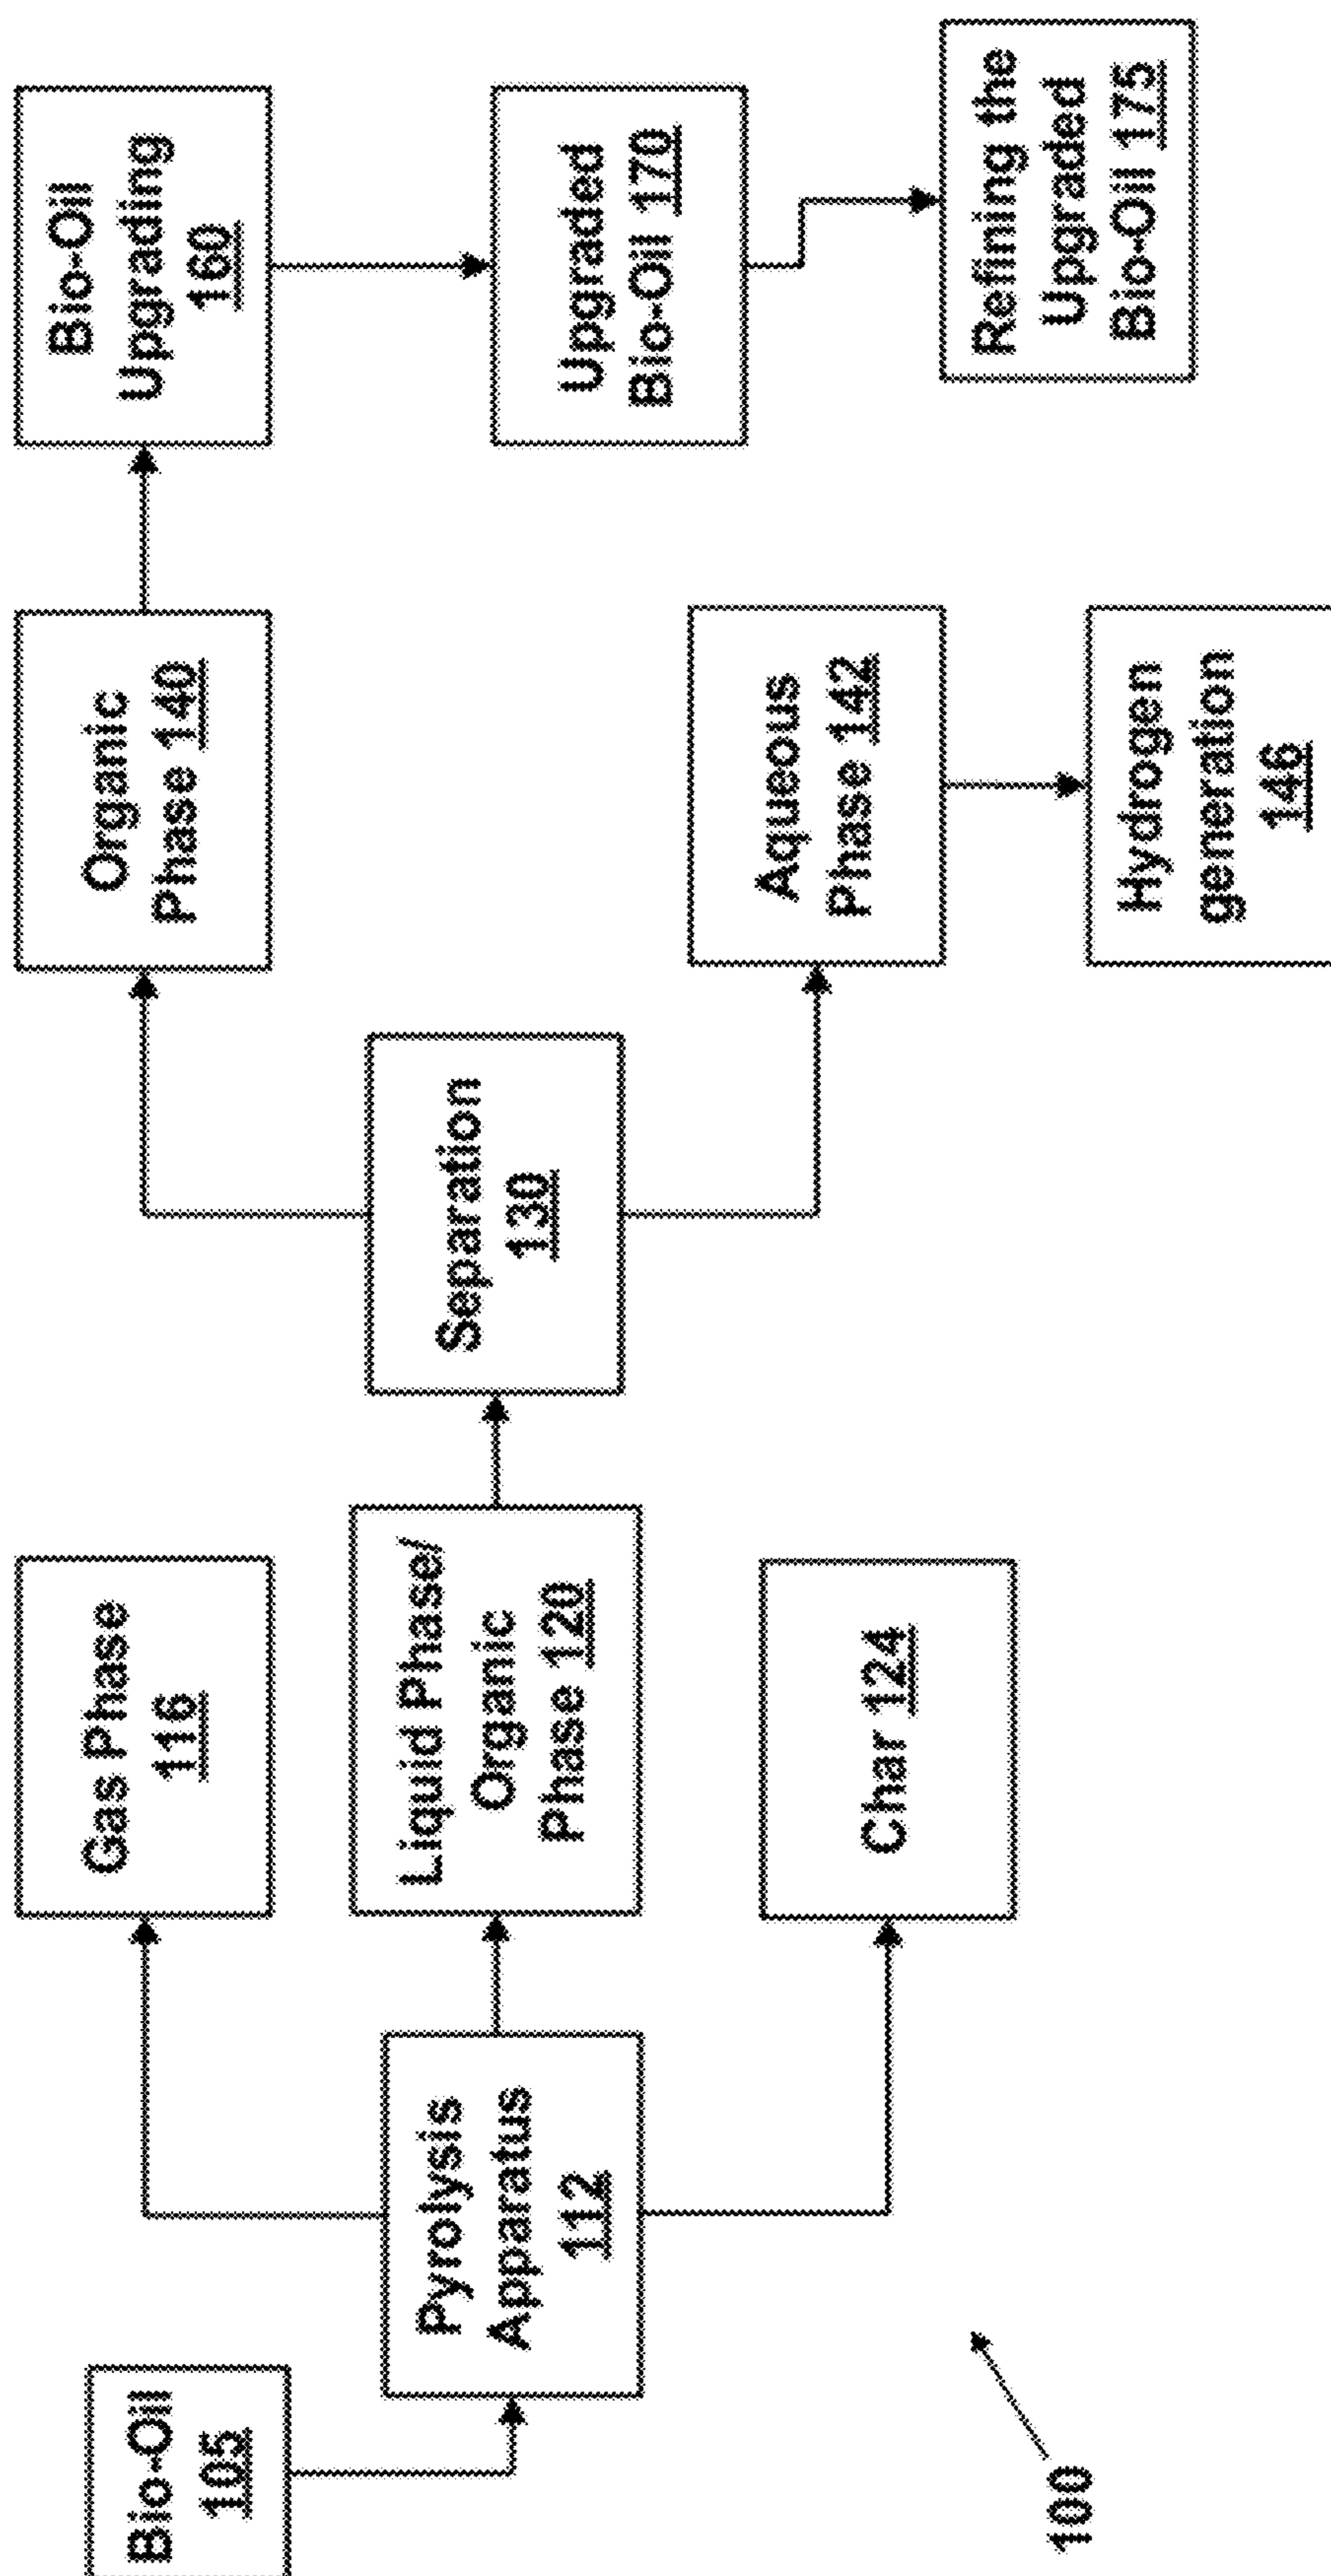 Bio-Oil
105
Pyrolysis
Apparatus
112
Gas Phase
116
Liquid Phase/
Organic
Phase 120
Char 124
Separation
130
Organic
Phase 140
Aqueous
Phase 142
Hydrogen
generation
146
Bio-Oil
Upgrading
160
Upgraded
Bio-Oil 170
Refining the
Upgraded
Bio-Oil 175
100